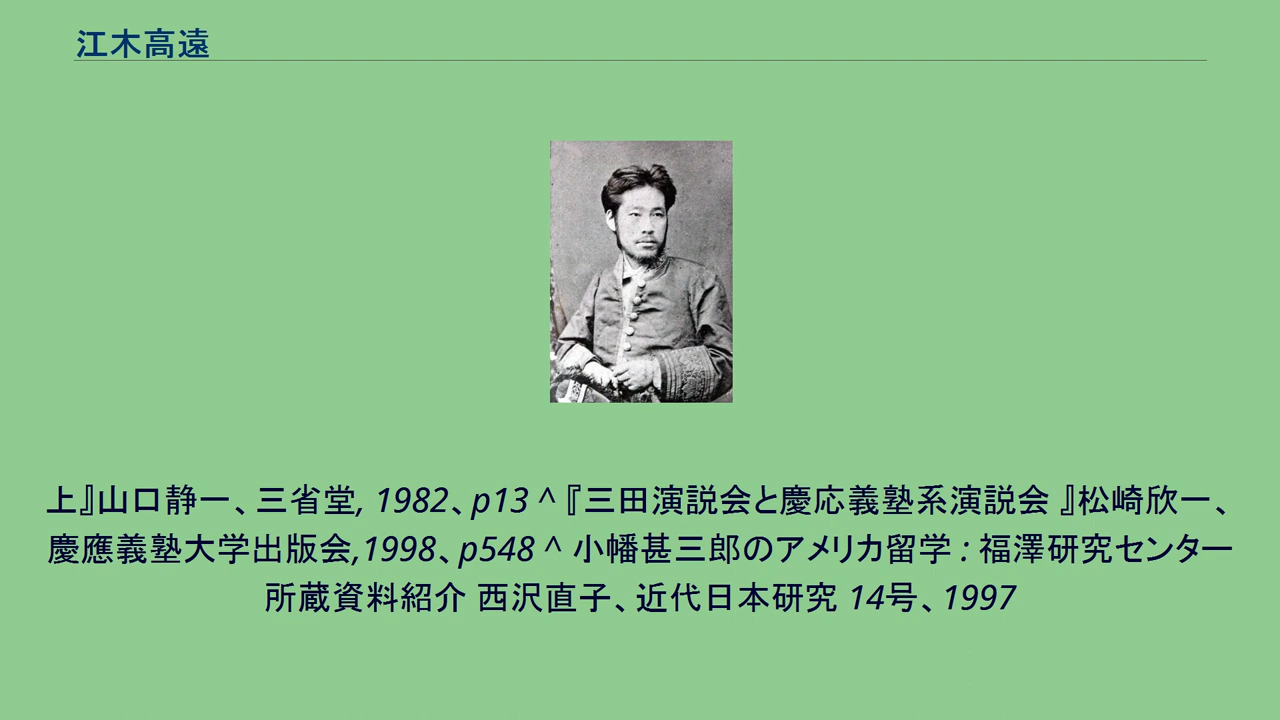 江木高遠
上』山口静一、三省堂, 1982、p13 ^『三田演説会と慶応義塾系演説会 』松崎欣一、
慶應義塾大学出版会,1998、p548 ^ 小幡甚三郎のアメリカ留学 : 福澤研究センター
所蔵資料紹介 西沢直子、近代日本研究 14号、1997